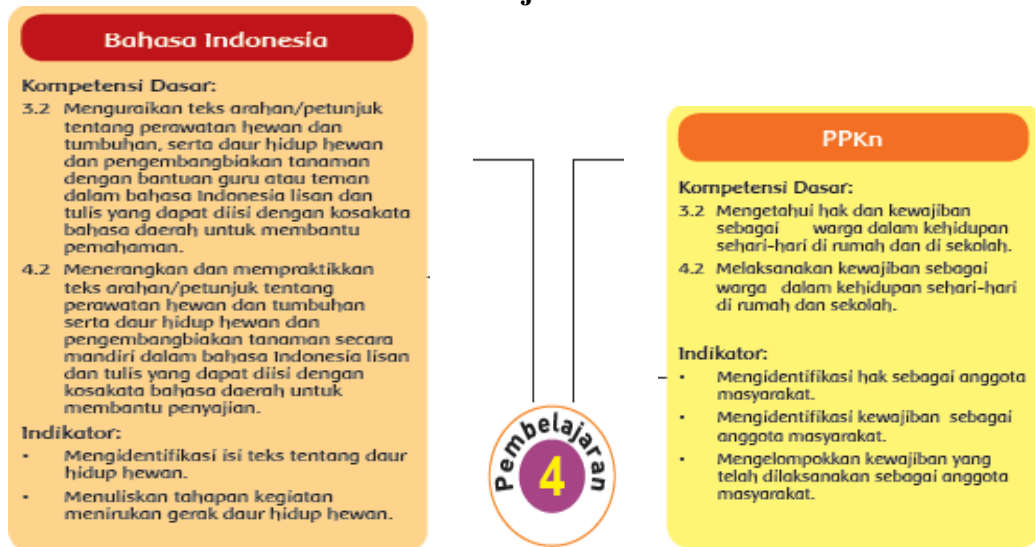 Bahasa Indonesia
Kompetensi Dasar:
3.2 Menguraikan teks arahan/petunjuk
tentang perawatan hewan dan
tumbuhan, serta daur hidup hewan
dan pengembangbiakan tanaman
dengan bantuan guru atau teman
dalam bahasa Indonesia lisan dan
tulis yang dapat diisi dengan kosakata
bahasa daerah untuk membantu
pemahaman.
4.2 Menerangkan dan mempraktikkan
teks arahan/petunjuk tentang
perawatan hewan dan tumbuhan
serta daur hidup hewan dan
pengembangbiakan tanaman secara
mandiri dalam bahasa Indonesia lisan
dan tulis yang dapat diisi dengan
kosakata bahasa daerah untuk
membantu penyajian.
Indikator:
• Mengidentifikasi isi teks tentang daur
hidup hewan.
• Menuliskan tahapan kegiatan
menirukan gerak daur hidup hewan.
Pembelajaran
4
PPKn
Kompetensi Dasar:
3.2 Mengetahui hak dan kewajiban
sebagai warga dalam kehidupan
sehari-hari di rumah dan di sekolah.
4.2 Melaksanakan kewajiban sebagai
warga dalam kehidupan sehari-hari
di rumah dan sekolah.
Indikator:
• Mengidentifikasi hak sebagai anggota
masyarakat.
• Mengidentifikasi kewajiban sebagai
anggota masyarakat.
• Mengelompokkan kewajiban yang
telah dilaksanakan sebagai anggota
masyarakat.